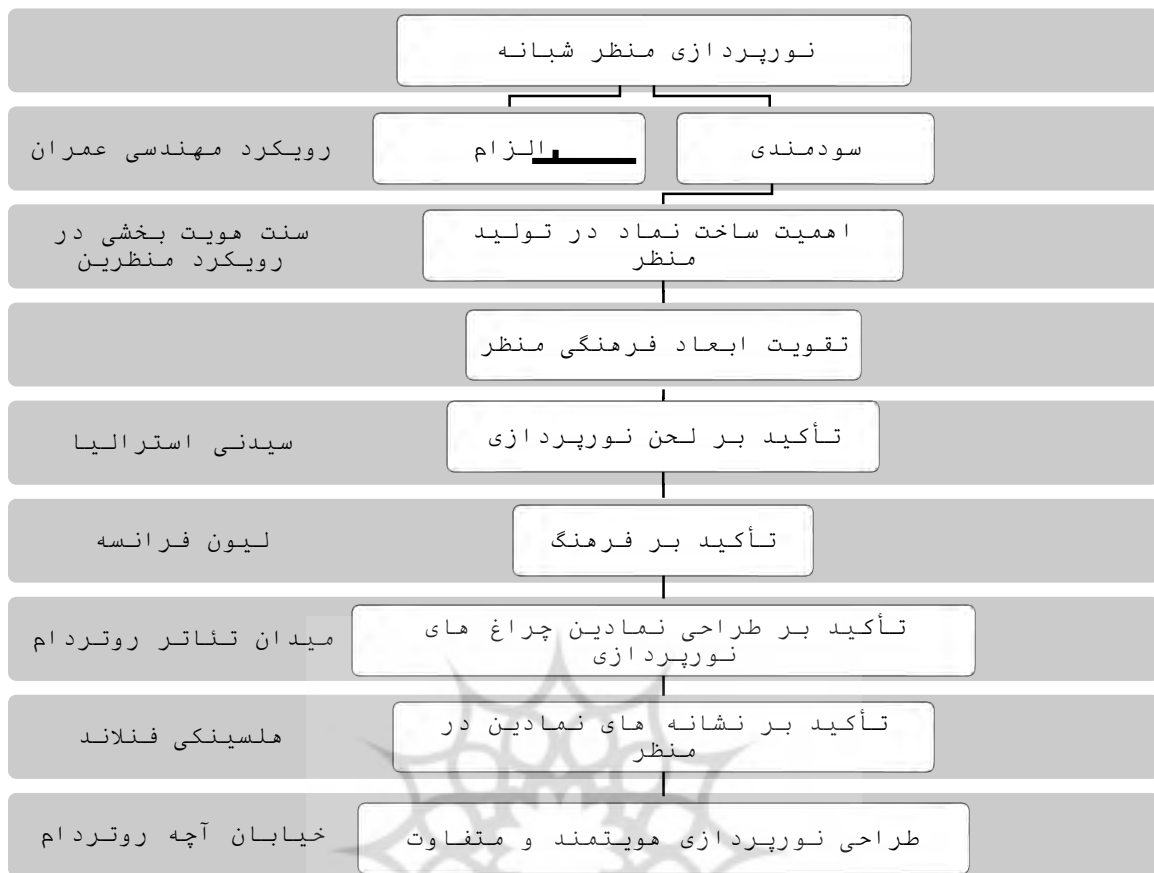 نورپردازی منظر شبانه
سودمندی
الزام
رویکرد مهندسی عمران
اهمیت ساخت نماد در تولید
منظر
سنت هویت بخشی در
رویکرد منظرین
تقویت ابعاد فرهنگی منظر
تأکید بر لحن نورپردازی
سیدنی استرالیا
تأکید بر فرهنگ
لیون فرانسه
تأکید بر طراحی نمادین چراغ های
نورپردازی
میدان تئاتر روتردام
تأکید بر نشانه های نمادین در
منظر
هلسینکی فنلاند
طراحی نورپردازی هویتمند و متفاوت
خیابان آچه روتردام